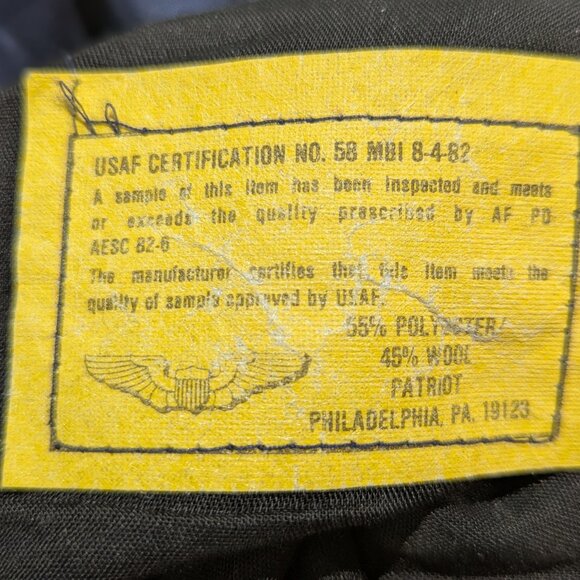 USAF CERTIFICATION NO. 58 MBI 8-4-82
A sample of this item has been inspected and meets
or exceeds the quality prescribed by AF PD
AESC 82-6
The manufacturer certifies that this item meets the
quality of sample approved by USAF.
55% POLYESTER/
45% WOOL
PATRIOT
PHILADELPHIA, PA. 19123